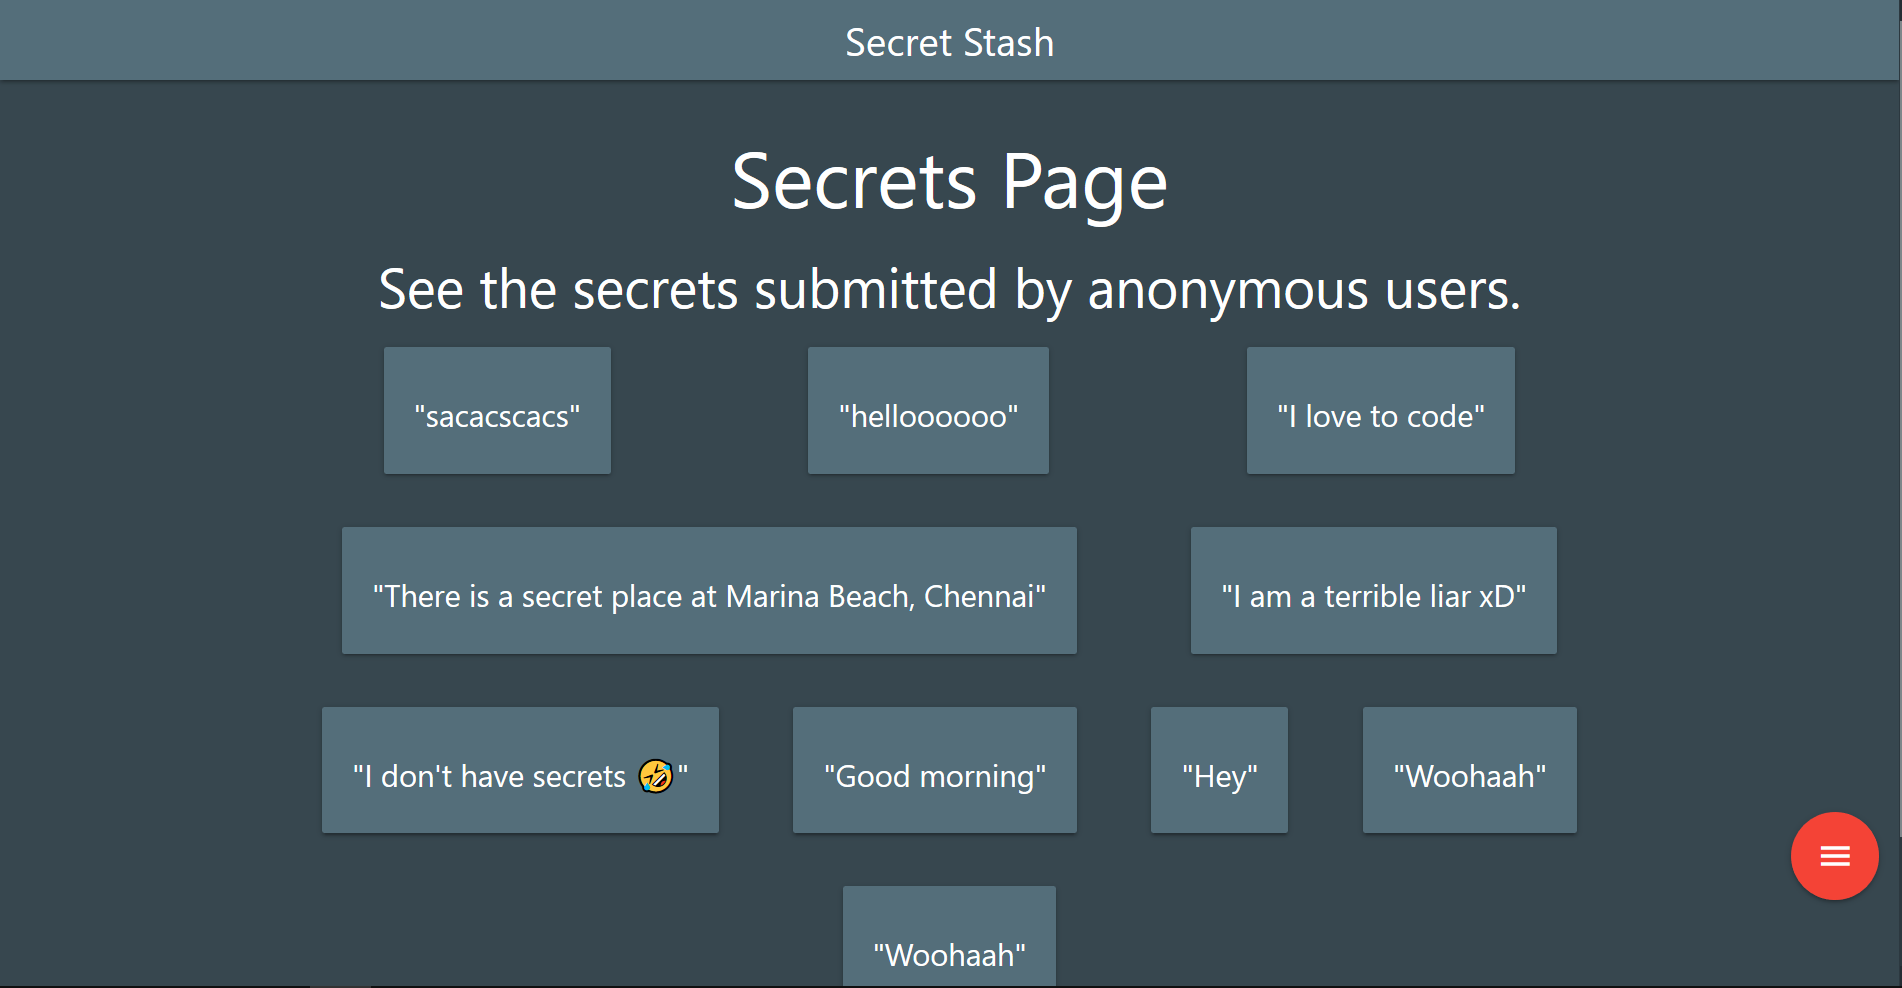 Secret Stash
Secrets Page
See the secrets submitted by anonymous users.
"sacacscacs"
"helloooooo"
"I love to code"
"There is a secret place at Marina Beach, Chennai"
"I am a terrible liar xD"
"I don't have secrets 🤣"
"Good morning"
"Hey"
"Woohaah"
"Woohaah"